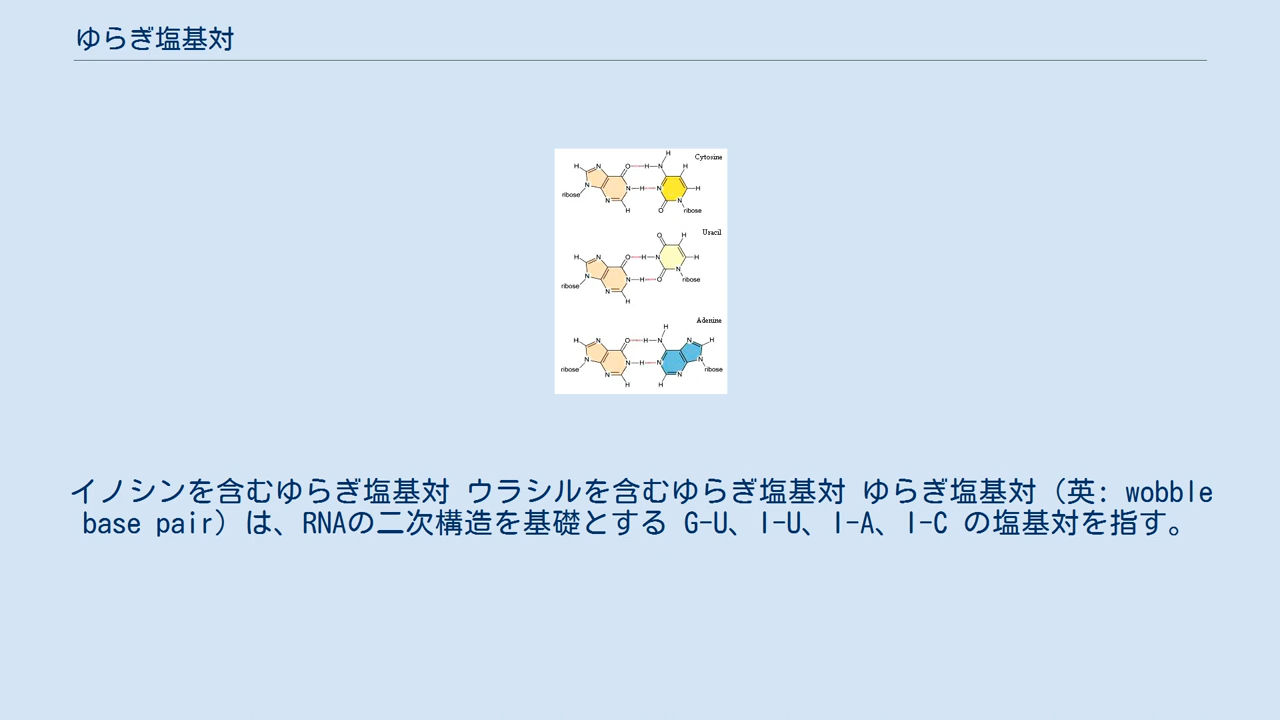 ゆらぎ塩基対
Cytosine
H
H N O H N H H
N N H N H
ribose N O N
H ribose
Uracil
O H
H N O H N H
N N H O N
ribose N ribose
H
Adenine
H
H N O H N N H
N N H N N
ribose N N ribose
H H
イノシンを含むゆらぎ塩基対 ウラシルを含むゆらぎ塩基対 ゆらぎ塩基対（英: wobble
base pair）は、RNAの二次構造を基礎とする G-U、I-U、I-A、I-C の塩基対を指す。